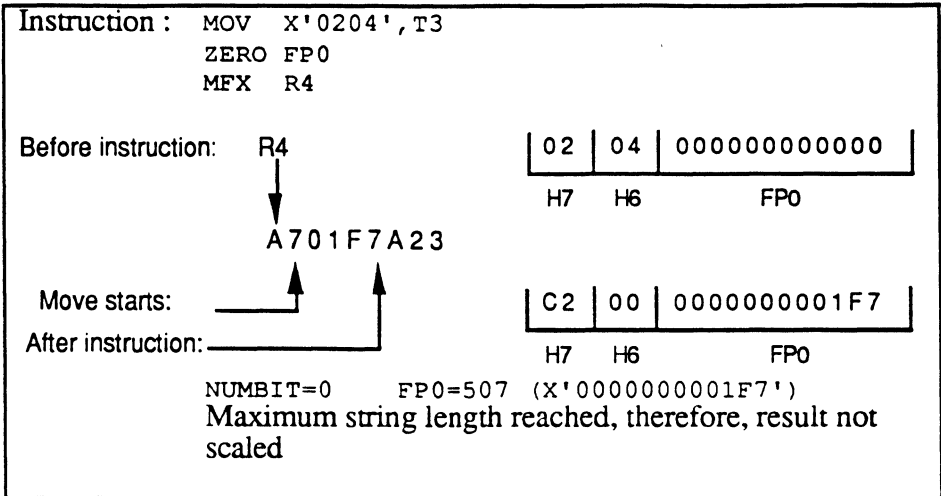 Instruction : MOV X'0204',T3
ZERO FP0
MFX R4
Before instruction: R4
02 04 000000000000
H7 H6 FP0
A701F7A23
Move starts:
C2 00 0000000001F7
After instruction:
H7 H6 FP0
NUMBIT=0 FP0=507 (X'0000000001F7')
Maximum string length reached, therefore, result not
scaled